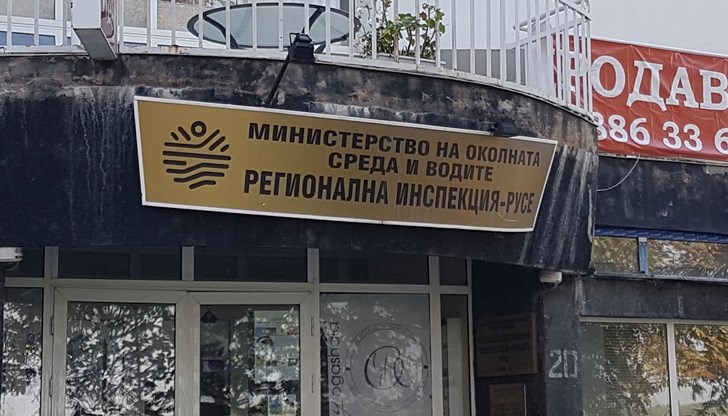 МИНИСТЕРСТВО НА ОКОЛНАТА
СРЕДА И ВОДИТЕ
РЕГИОНАЛНА ИНСПЕКЦИЯ-РУСЕ
ОДАВ
886 33 6
20